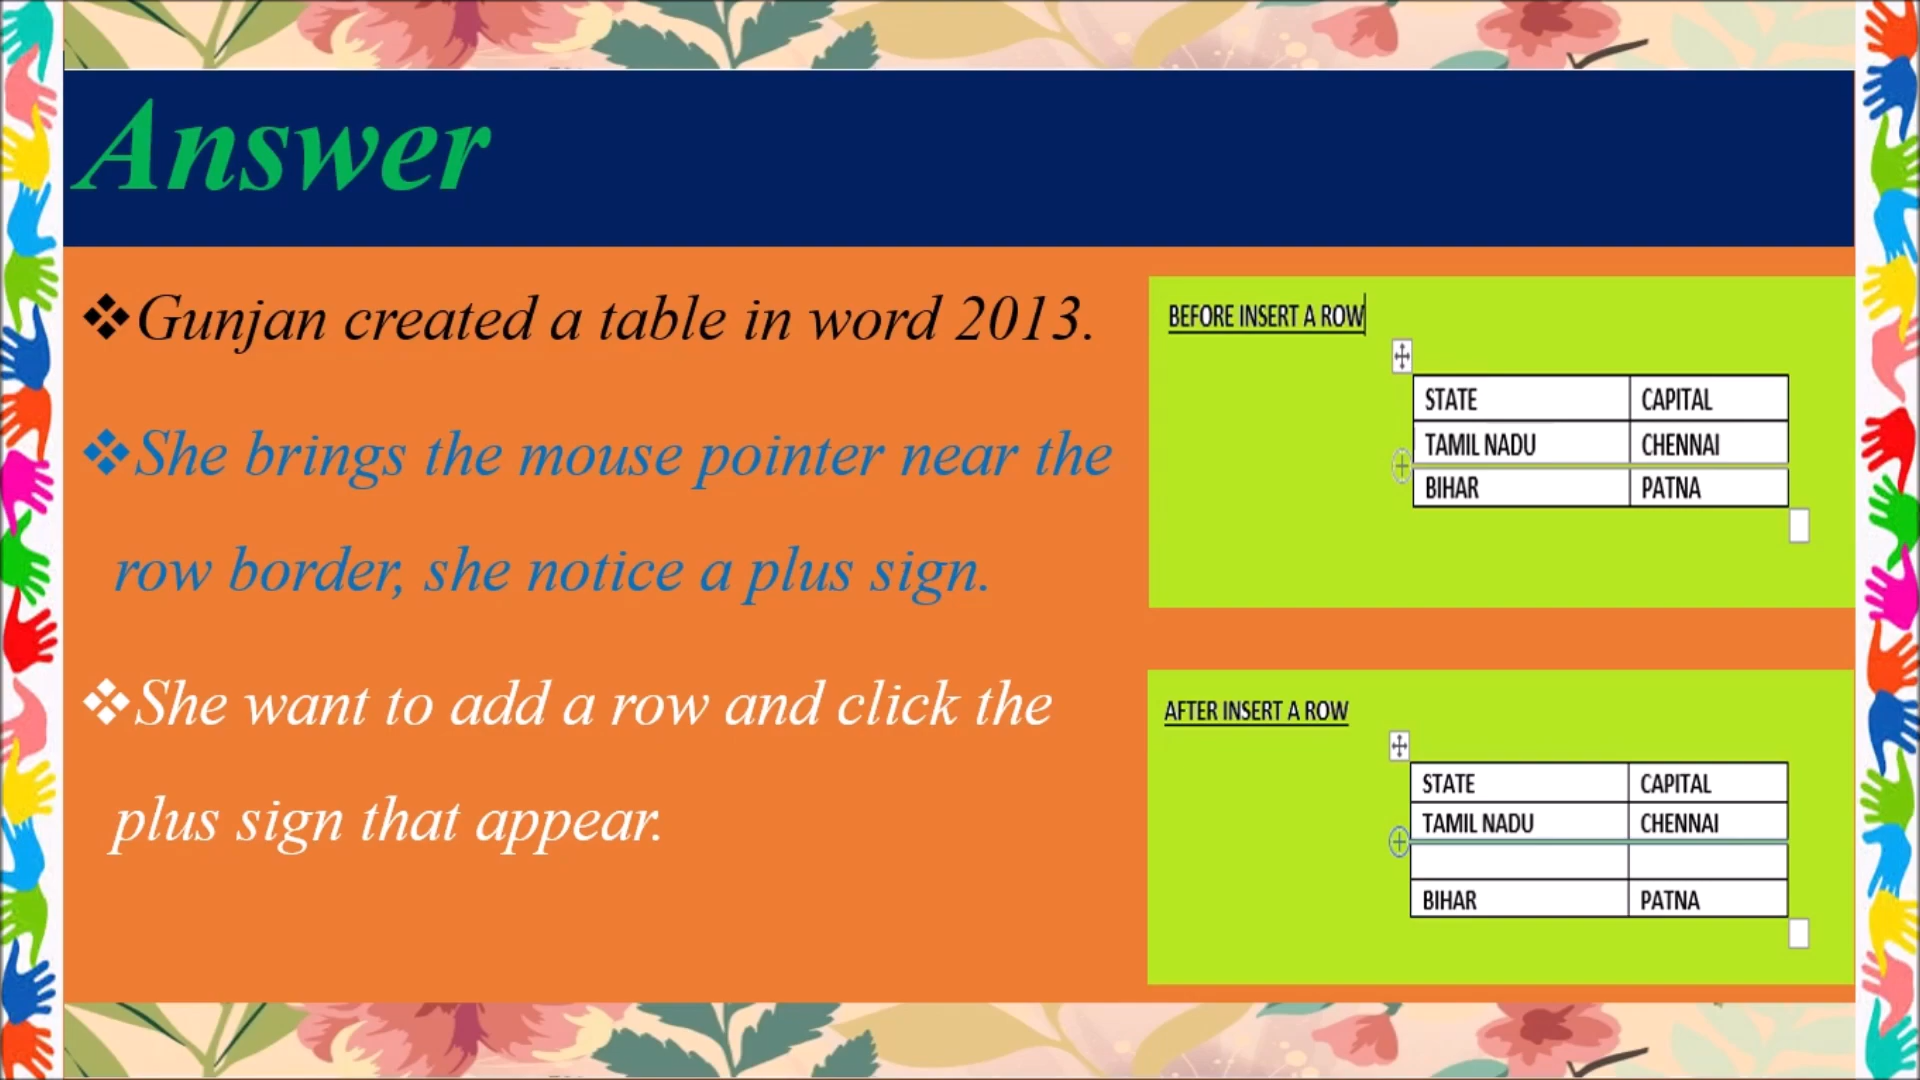 Answer
❖Gunjan created a table in word 2013.
❖She brings the mouse pointer near the
row border, she notice a plus sign.
❖She want to add a row and click the
plus sign that appear.
BEFORE INSERT A ROW
STATE CAPITAL
TAMIL NADU CHENNAI
BIHAR PATNA
AFTER INSERT A ROW
STATE CAPITAL
TAMIL NADU CHENNAI
BIHAR PATNA